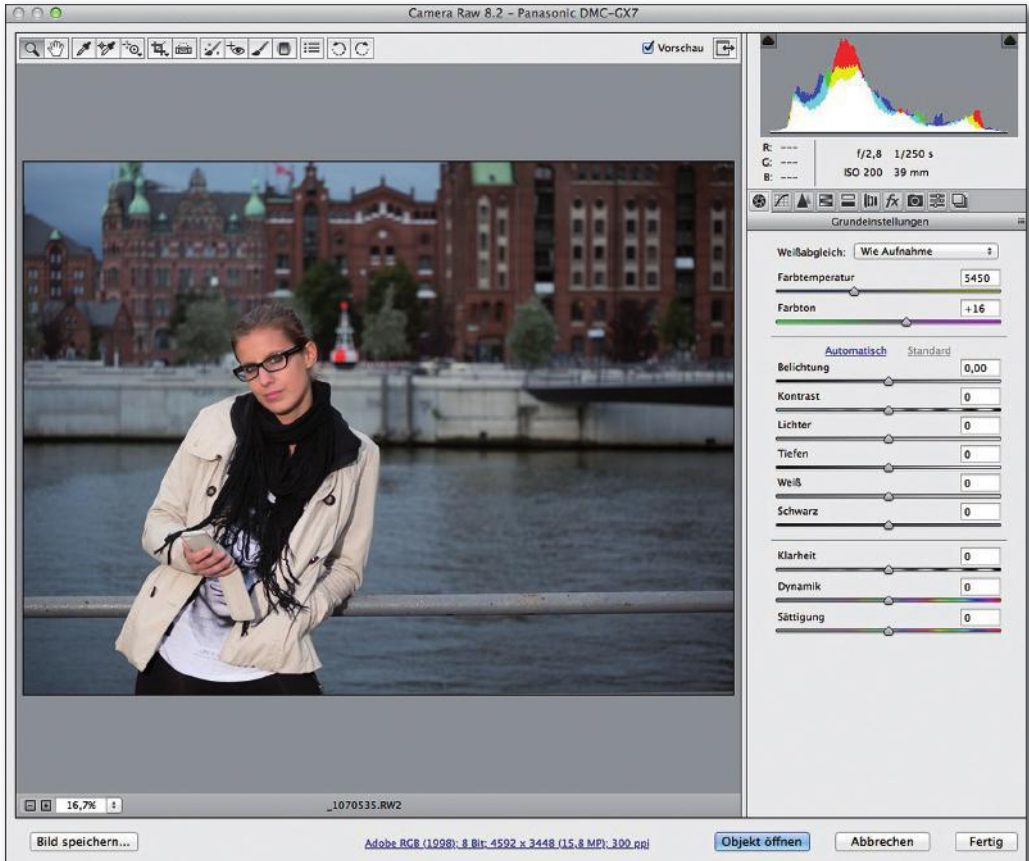 Camera Raw 8.2 – Panasonic DMC-GX7
Vorschau
R: ---
G: ---
B: ---
f/2,8 1/250 s
ISO 200 39 mm
fx
Grundeinstellungen
Weißabgleich: Wie Aufnahme
Farbtemperatur 5450
Farbton +16
Automatisch Standard
Belichtung 0,00
Kontrast 0
Lichter 0
Tiefen 0
Weiß 0
Schwarz 0
Klarheit 0
Dynamik 0
Sättigung 0
16,7% _1070535.RW2
Bild speichern... Adobe RGB (1998); 8 Bit; 4592 x 3448 (15,8 MP); 300 ppi Objekt öffnen Abbrechen Fertig